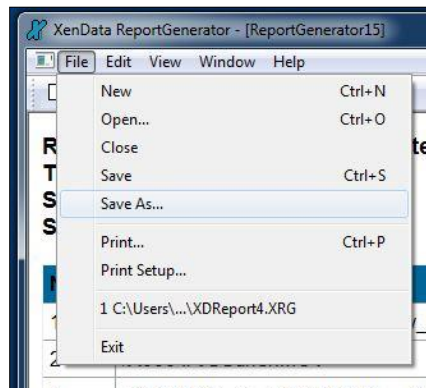 XenData ReportGenerator - [ReportGenerator15]
File Edit View Window Help
New Ctrl+N
Open... Ctrl+O
Close
Save Ctrl+S
Save As...
Print... Ctrl+P
Print Setup...
1 C:\Users\...\XDReport4.XRG
Exit